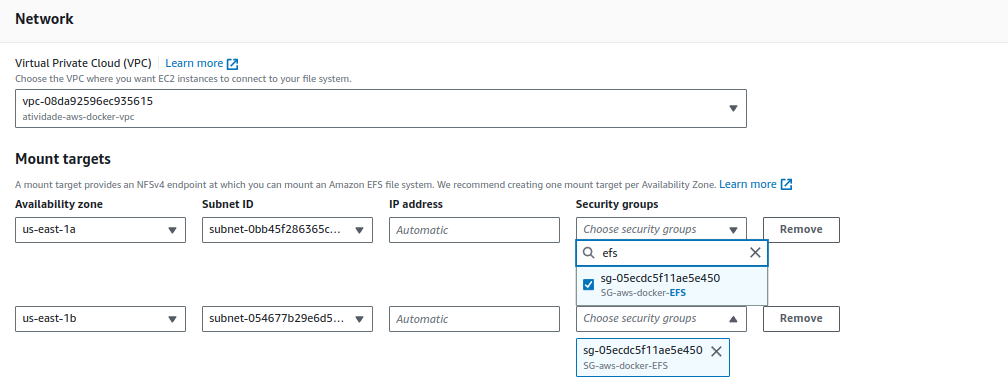 Network
Virtual Private Cloud (VPC) Learn more
Choose the VPC where you want EC2 instances to connect to your file system.
vpc-08da92596ec935615
atividade-aws-docker-vpc
Mount targets
A mount target provides an NFSv4 endpoint at which you can mount an Amazon EFS file system. We recommend creating one mount target per Availability Zone. Learn more
Availability zone Subnet ID IP address Security groups
us-east-1a subnet-0bb45f286365c... Automatic Choose security groups Remove
efs
sg-05ecdc5f11ae5e450
SG-aws-docker-EFS
us-east-1b subnet-054677b29e6d5... Automatic Choose security groups Remove
sg-05ecdc5f11ae5e450
SG-aws-docker-EFS